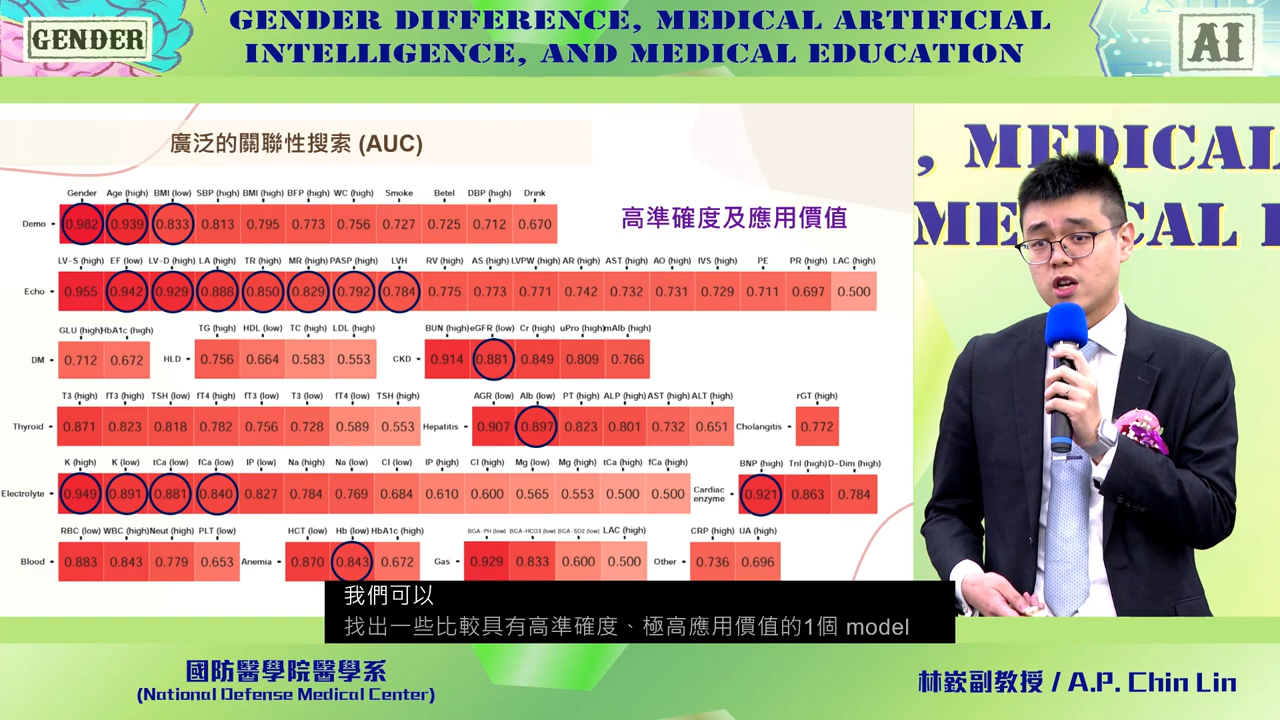 GENDER
GENDER DIFFERENCE, MEDICAL ARTIFICIAL
INTELLIGENCE, AND MEDICAL EDUCATION
AI
廣泛的關聯性搜索 (AUC)
高準確度及應用價值
Gender Age (high) BMI (low) SBP (high) BMI (high) BFP (high) WC (high) Smoke Betel DBP (high) Drink
Demo 0.982 0.939 0.833 0.813 0.795 0.773 0.756 0.727 0.725 0.712 0.670
LV-S (high) EF (low) LV-D (high) LA (high) TR (high) MR (high) PASP (high) LVH RV (high) AS (high) LVPW (high) AR (high) AST (high) AO (high) IVS (high) PE PR (high) LAC (high)
Echo 0.955 0.942 0.929 0.888 0.850 0.829 0.792 0.784 0.775 0.773 0.771 0.742 0.732 0.731 0.729 0.711 0.697 0.500
GLU (high) HbA1c (high) TG (high) HDL (low) TC (high) LDL (high) BUN (high) eGFR (low) Cr (high) uPro (high) mAlb (high)
DM 0.712 0.672 HLD 0.756 0.664 0.583 0.553 CKD 0.914 0.881 0.849 0.809 0.766
T3 (high) fT3 (high) TSH (low) fT4 (high) fT3 (low) T3 (low) fT4 (low) TSH (high) AGR (low) Alb (low) PT (high) ALP (high) AST (high) ALT (high) rGT (high)
Thyroid 0.871 0.823 0.818 0.782 0.756 0.728 0.589 0.553 Hepatitis 0.907 0.897 0.823 0.801 0.732 0.651 Cholangitis 0.772
K (high) K (low) tCa (low) fCa (low) IP (low) Na (high) Na (low) Cl (low) IP (high) Cl (high) Mg (low) Mg (high) tCa (high) fCa (high) BNP (high) TnI (high) D-Dim (high)
Electrolyte 0.949 0.891 0.881 0.840 0.827 0.784 0.769 0.684 0.610 0.600 0.565 0.553 0.500 0.500 Cardiac enzyme 0.921 0.863 0.784
RBC (low) WBC (high) Neut (high) PLT (low) HCT (low) Hb (low) HbA1c (high) BGA-PH (low) BGA-HCO3 (low) BGA-SO2 (low) LAC (high) CRP (high) UA (high)
Blood 0.883 0.843 0.779 0.653 Anemia 0.870 0.843 0.672 Gas 0.929 0.833 0.600 0.500 Other 0.736 0.696
, MEDICAL
MEDICAL
我們可以
找出一些比較具有高準確度、極高應用價值的1個 model
國防醫學院醫學系
(National Defense Medical Center)
林嶔副教授 / A.P. Chin Lin